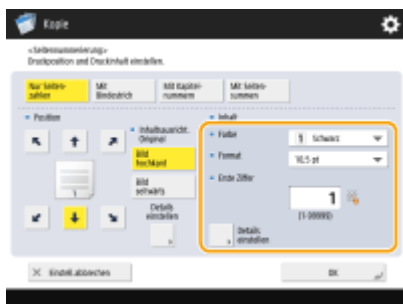 Kopie
<Seitennummerierung>
Druckposition und Druckinhalt einstellen.
Nur Seiten-
zahlen
Mit
Bindestrich
Mit Kapitel-
nummern
Mit Seiten-
summen
Position
Inhaltsausricht.
Original
Bild
hochkant
Bild
seitwärts
Details
einstellen
Inhalt
Farbe
1 Schwarz
Format
10,5 pt
Erste Ziffer
1
(1-99999)
Details
einstellen
Einstell. abbrechen
OK